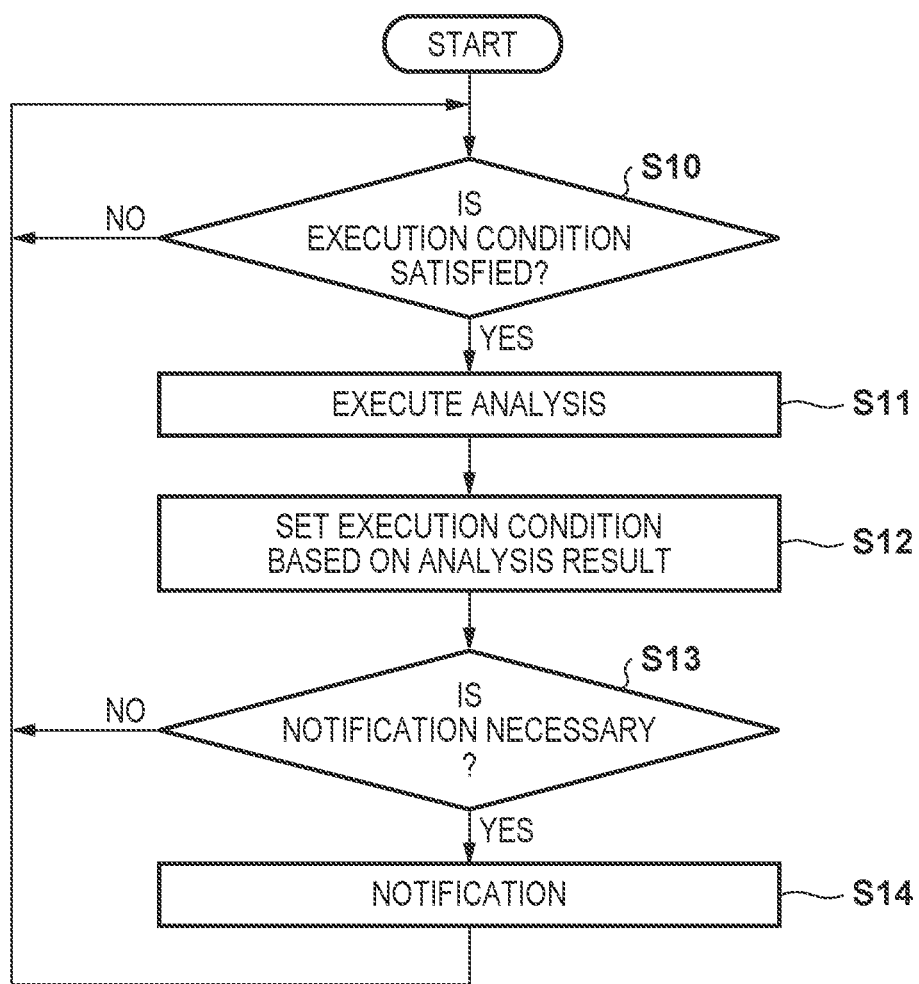 START
S10
IS
EXECUTION CONDITION
SATISFIED?
NO
YES
EXECUTE ANALYSIS
S11
SET EXECUTION CONDITION
BASED ON ANALYSIS RESULT
S12
S13
IS
NOTIFICATION NECESSARY
?
NO
YES
NOTIFICATION
S14